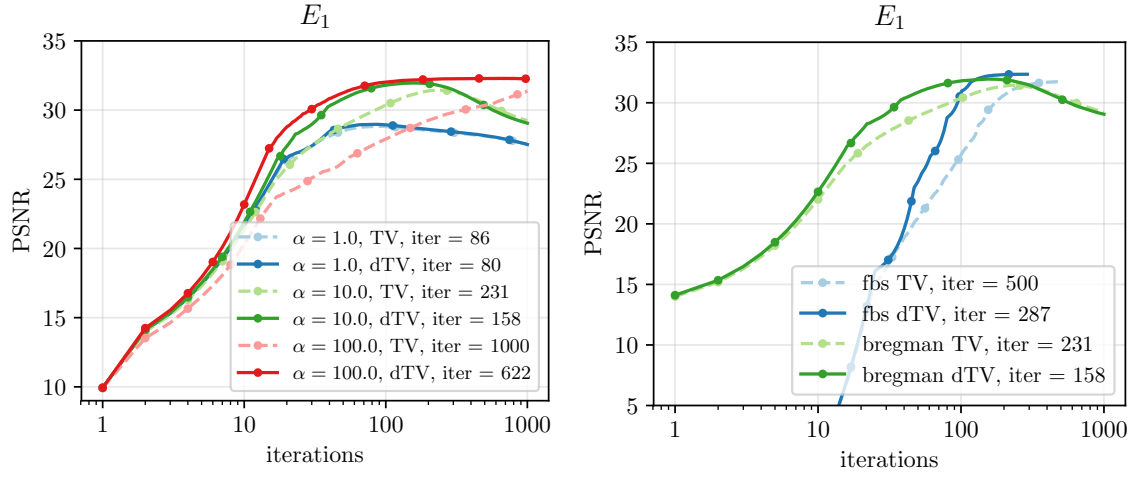 E₁
PSNR
35
30
25
20
15
10
1
10
100
1000
iterations
α = 1.0, TV, iter = 86
α = 1.0, dTV, iter = 80
α = 10.0, TV, iter = 231
α = 10.0, dTV, iter = 158
α = 100.0, TV, iter = 1000
α = 100.0, dTV, iter = 622
E₁
PSNR
35
32
25
22
15
32
5
1
10
100
1000
iterations
fbs TV, iter = 500
fbs dTV, iter = 287
bregman TV, iter = 231
bregman dTV, iter = 158